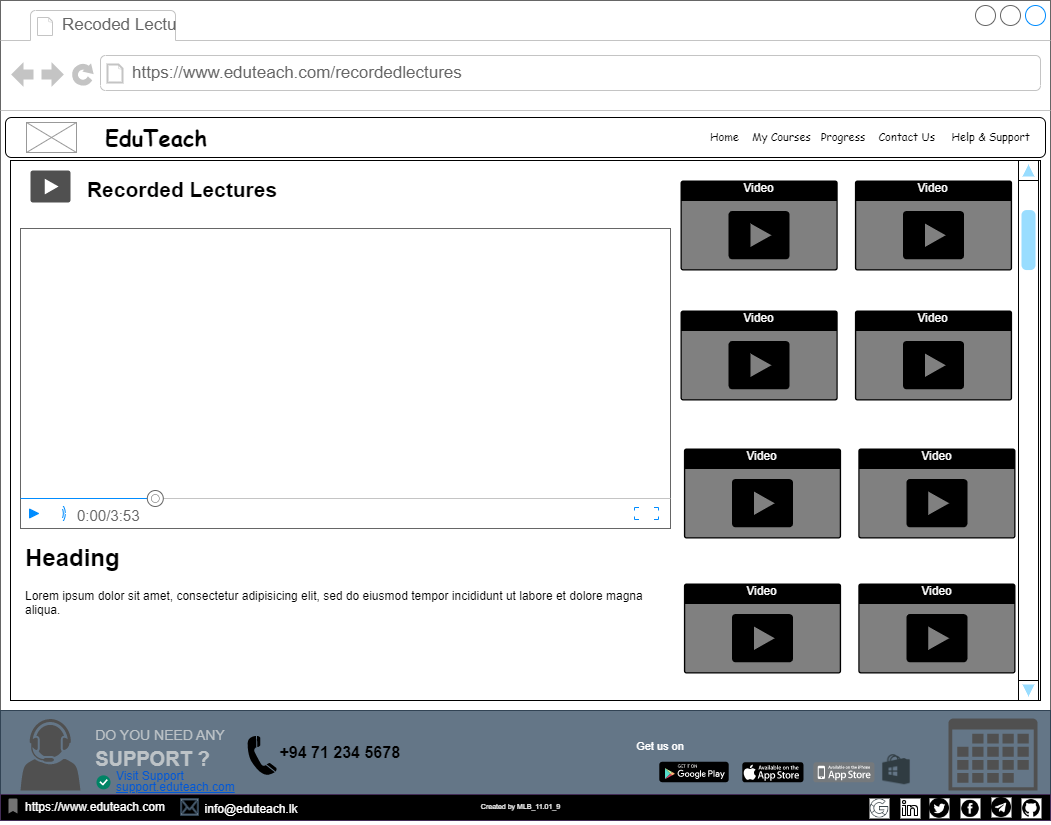 Recoded Lectu
https://www.eduteach.com/recordedlectures
EduTeach
Home My Courses Progress Contact Us Help & Support
Recorded Lectures
Video Video
Video Video
Video Video
Video Video
0:00/3:53
Heading
Lorem ipsum dolor sit amet, consectetur adipisicing elit, sed do eiusmod tempor incididunt ut labore et dolore magna
aliqua.
DO YOU NEED ANY
SUPPORT ?
Visit Support
support.eduteach.com
+94 71 234 5678
Get us on
GET IT ON
Google Play
Available on the
App Store
Available on the iPhone
App Store
https://www.eduteach.com
info@eduteach.lk
Created by MLB_11.01_9